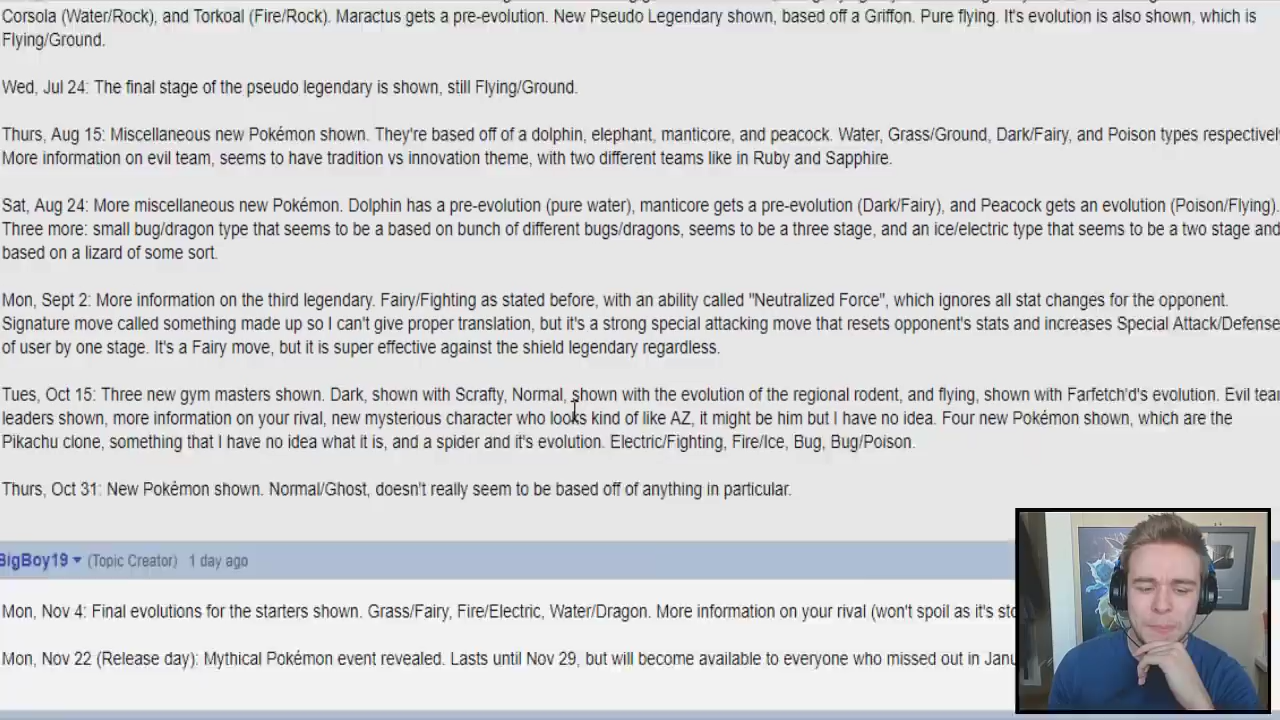 Corsola (Water/Rock), and Torkoal (Fire/Rock). Maractus gets a pre-evolution. New Pseudo Legendary shown, based off a Griffon. Pure flying. It's evolution is also shown, which is
Flying/Ground.
Wed, Jul 24: The final stage of the pseudo legendary is shown, still Flying/Ground.
Thurs, Aug 15: Miscellaneous new Pokémon shown. They're based off of a dolphin, elephant, manticore, and peacock. Water, Grass/Ground, Dark/Fairy, and Poison types respectivel
More information on evil team, seems to have tradition vs innovation theme, with two different teams like in Ruby and Sapphire.
Sat, Aug 24: More miscellaneous new Pokémon. Dolphin has a pre-evolution (pure water), manticore gets a pre-evolution (Dark/Fairy), and Peacock gets an evolution (Poison/Flying).
Three more: small bug/dragon type that seems to be a based on bunch of different bugs/dragons, seems to be a three stage, and an ice/electric type that seems to be a two stage and
based on a lizard of some sort.
Mon, Sept 2: More information on the third legendary. Fairy/Fighting as stated before, with an ability called "Neutralized Force", which ignores all stat changes for the opponent.
Signature move called something made up so I can't give proper translation, but it's a strong special attacking move that resets opponent's stats and increases Special Attack/Defense
of user by one stage. It's a Fairy move, but it is super effective against the shield legendary regardless.
Tues, Oct 15: Three new gym masters shown. Dark, shown with Scrafty, Normal, shown with the evolution of the regional rodent, and flying, shown with Farfetch'd's evolution. Evil tea
leaders shown, more information on your rival, new mysterious character who looks kind of like AZ, it might be him but I have no idea. Four new Pokémon shown, which are the
Pikachu clone, something that I have no idea what it is, and a spider and it's evolution. Electric/Fighting, Fire/Ice, Bug, Bug/Poison.
Thurs, Oct 31: New Pokémon shown. Normal/Ghost, doesn't really seem to be based off of anything in particular.
BigBoy19 (Topic Creator) 1 day ago
Mon, Nov 4: Final evolutions for the starters shown. Grass/Fairy, Fire/Electric, Water/Dragon. More information on your rival (won't spoil as it's sto
Mon, Nov 22 (Release day): Mythical Pokémon event revealed. Lasts until Nov 29, but will become available to everyone who missed out in Janu